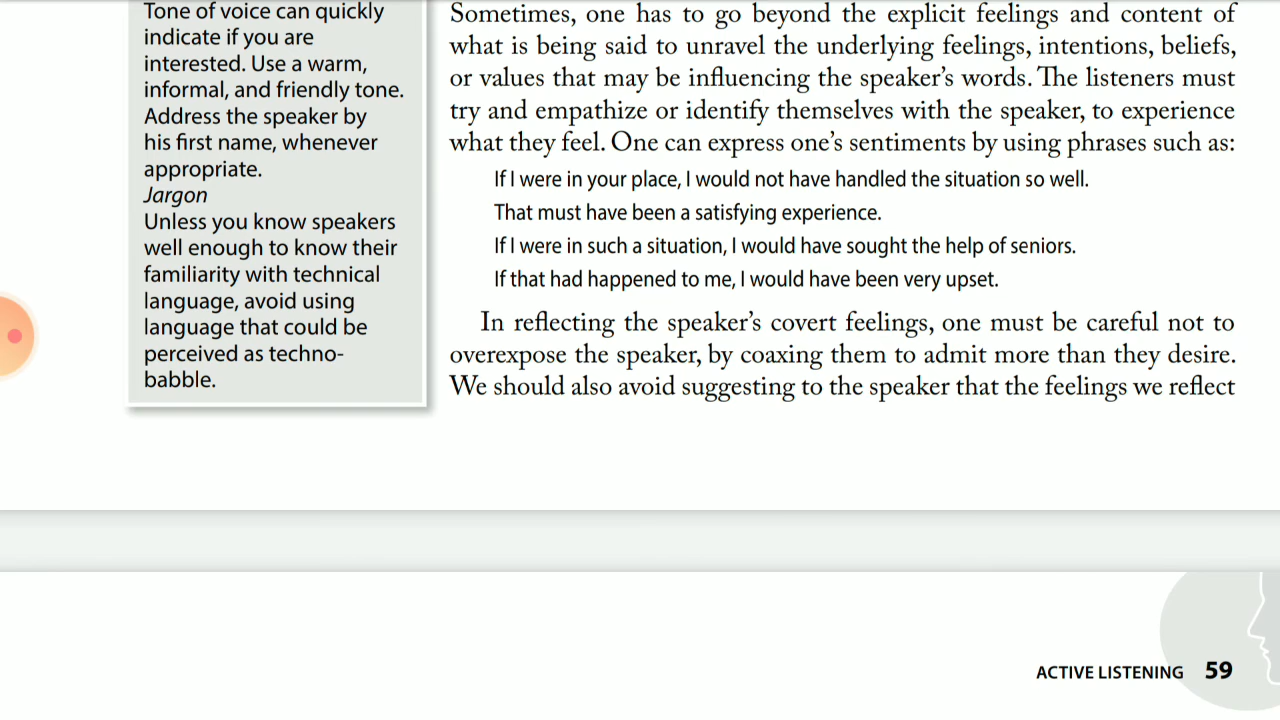 Tone of voice can quickly
indicate if you are
interested. Use a warm,
informal, and friendly tone.
Address the speaker by
his first name, whenever
appropriate.
Jargon
Unless you know speakers
well enough to know their
familiarity with technical
language, avoid using
language that could be
perceived as techno-
babble.
Sometimes, one has to go beyond the explicit feelings and content of
what is being said to unravel the underlying feelings, intentions, beliefs,
or values that may be influencing the speaker’s words. The listeners must
try and empathize or identify themselves with the speaker, to experience
what they feel. One can express one’s sentiments by using phrases such as:
If I were in your place, I would not have handled the situation so well.
That must have been a satisfying experience.
If I were in such a situation, I would have sought the help of seniors.
If that had happened to me, I would have been very upset.
In reflecting the speaker’s covert feelings, one must be careful not to
overexpose the speaker, by coaxing them to admit more than they desire.
We should also avoid suggesting to the speaker that the feelings we reflect
ACTIVE LISTENING 59